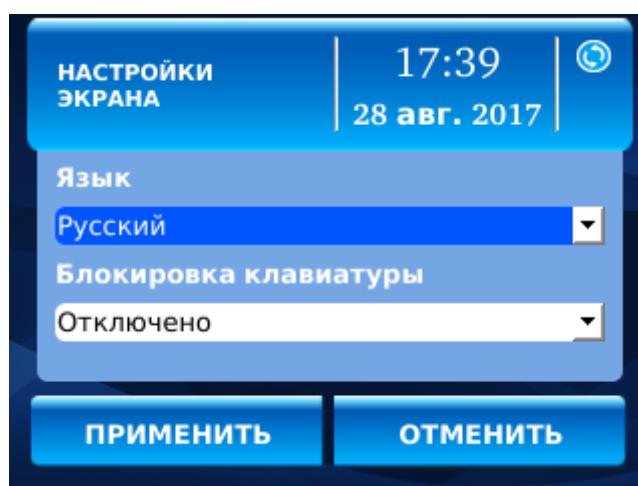 НАСТРОЙКИ
ЭКРАНА
17:39
28 авг. 2017
Язык
Русский
Блокировка клавиатуры
Отключено
ПРИМЕНИТЬ
ОТМЕНИТЬ